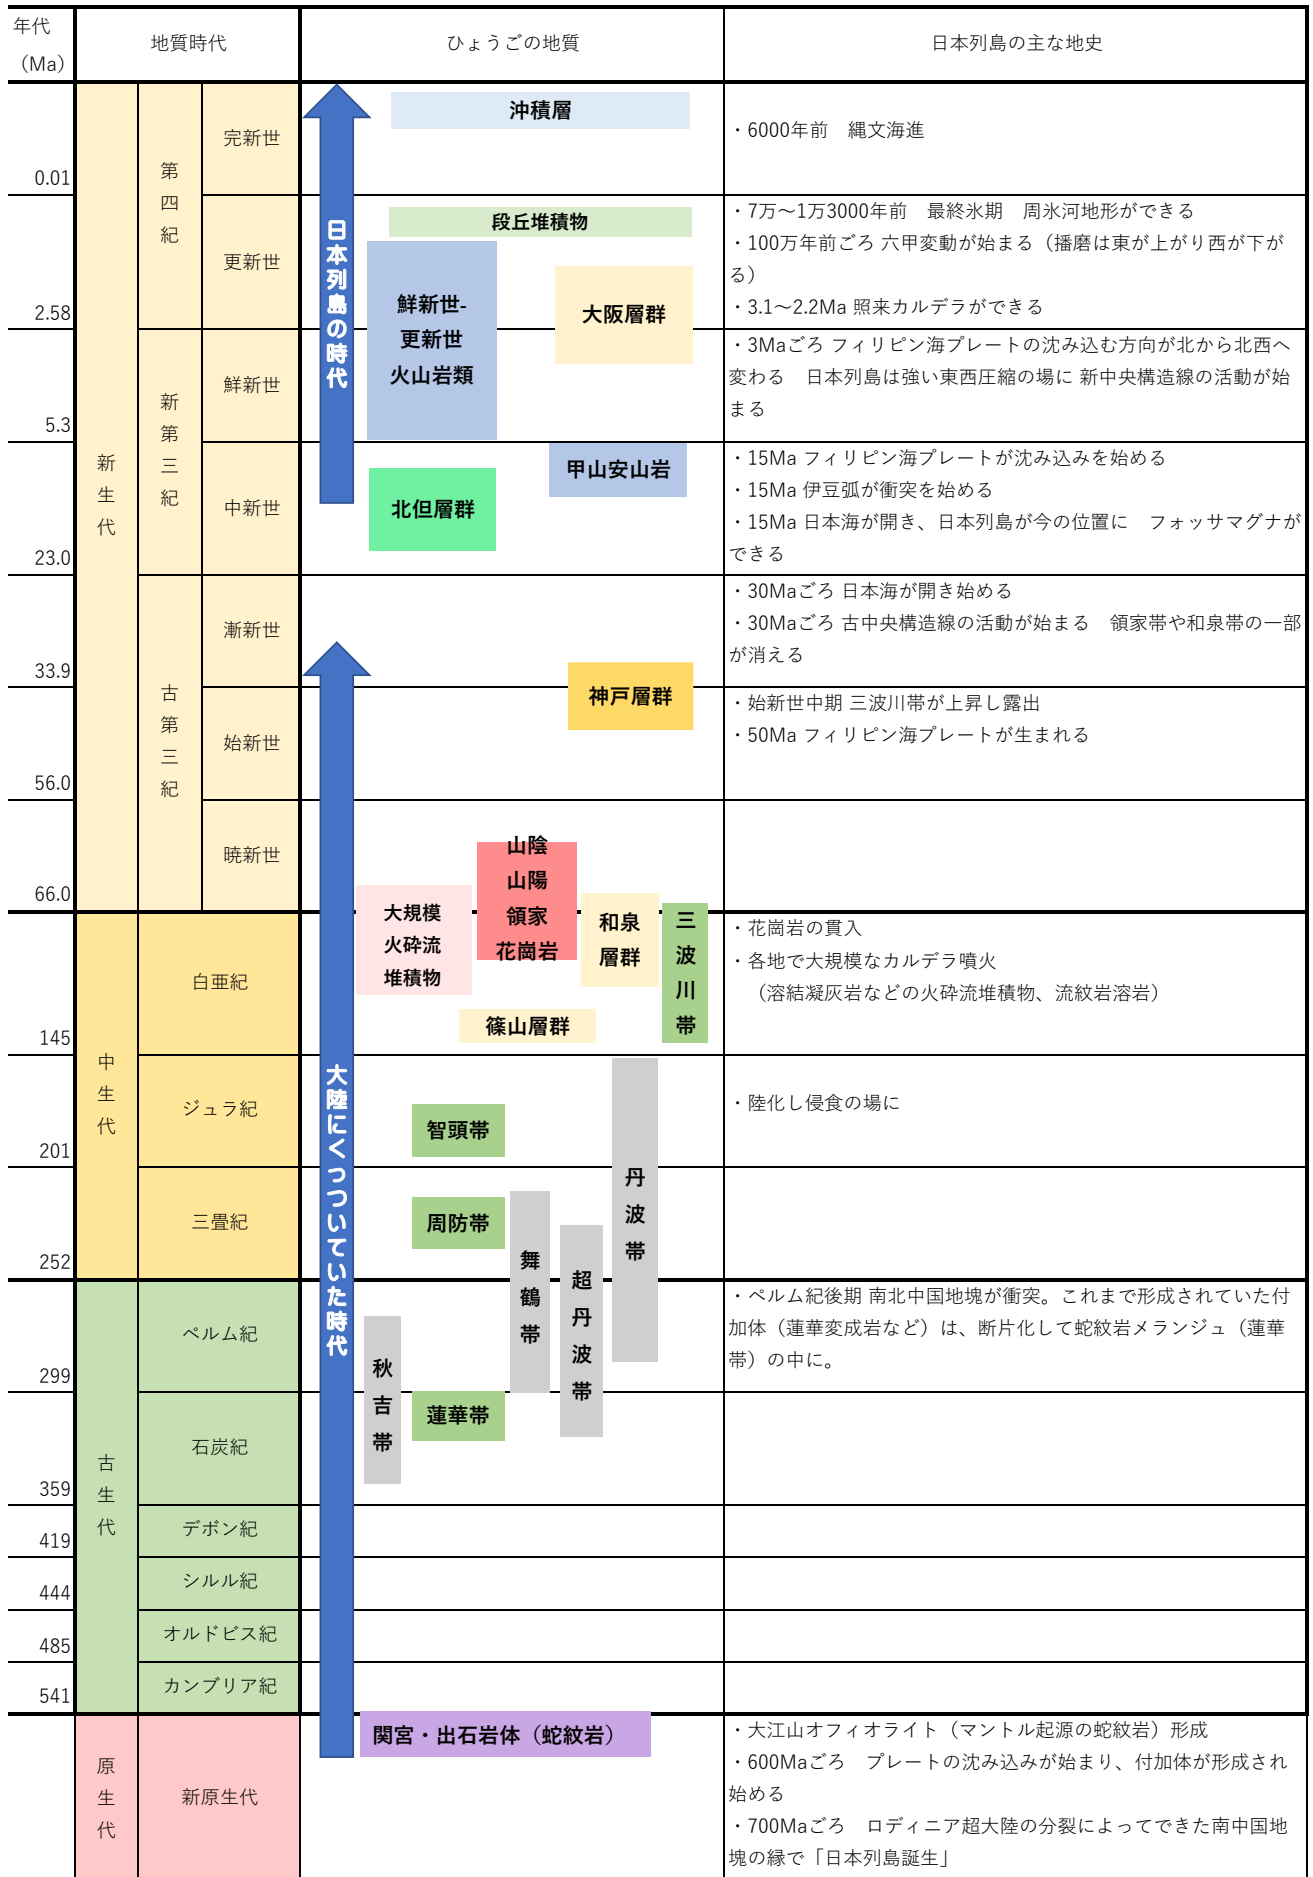 年代
（Ma）
地質時代
ひょうごの地質
日本列島の主な地史
0.01
2.58
5.3
23.0
33.9
56.0
66.0
145
201
252
299
359
419
444
485
541
新生代
中生代
古生代
原生代
第四紀
新第三紀
古第三紀
完新世
更新世
鮮新世
中新世
漸新世
始新世
暁新世
白亜紀
ジュラ紀
三畳紀
ペルム紀
石炭紀
デボン紀
シルル紀
オルドビス紀
カンブリア紀
新原生代
日本列島の時代
大陸にくっついていた時代
沖積層
段丘堆積物
鮮新世-
更新世
火山岩類
大阪層群
甲山安山岩
北但層群
神戸層群
山陰
山陽
領家
花崗岩
大規模
火砕流
堆積物
和泉
層群
三波川帯
篠山層群
智頭帯
丹波帯
周防帯
舞鶴帯
超丹波帯
秋吉帯
蓮華帯
関宮・出石岩体（蛇紋岩）
・6000年前　縄文海進
・7万～1万3000年前　最終氷期　周氷河地形ができる
・100万年前ごろ 六甲変動が始まる（播磨は東が上がり西が下が
る）
・3.1～2.2Ma 照来カルデラができる
・3Maごろ フィリピン海プレートの沈み込む方向が北から北西へ
変わる　日本列島は強い東西圧縮の場に 新中央構造線の活動が始
まる
・15Ma フィリピン海プレートが沈み込みを始める
・15Ma 伊豆弧が衝突を始める
・15Ma 日本海が開き、日本列島が今の位置に　フォッサマグナが
できる
・30Maごろ 日本海が開き始める
・30Maごろ 古中央構造線の活動が始まる　領家帯や和泉帯の一部
が消える
・始新世中期 三波川帯が上昇し露出
・50Ma フィリピン海プレートが生まれる
・花崗岩の貫入
・各地で大規模なカルデラ噴火
（溶結凝灰岩などの火砕流堆積物、流紋岩溶岩）
・陸化し侵食の場に
・ペルム紀後期 南北中国地塊が衝突。これまで形成されていた付
加体（蓮華変成岩など）は、断片化して蛇紋岩メランジュ（蓮華
帯）の中に。
・大江山オフィオライト（マントル起源の蛇紋岩）形成
・600Maごろ　プレートの沈み込みが始まり、付加体が形成され
始める
・700Maごろ　ロディニア超大陸の分裂によってできた南中国地
塊の縁で「日本列島誕生」